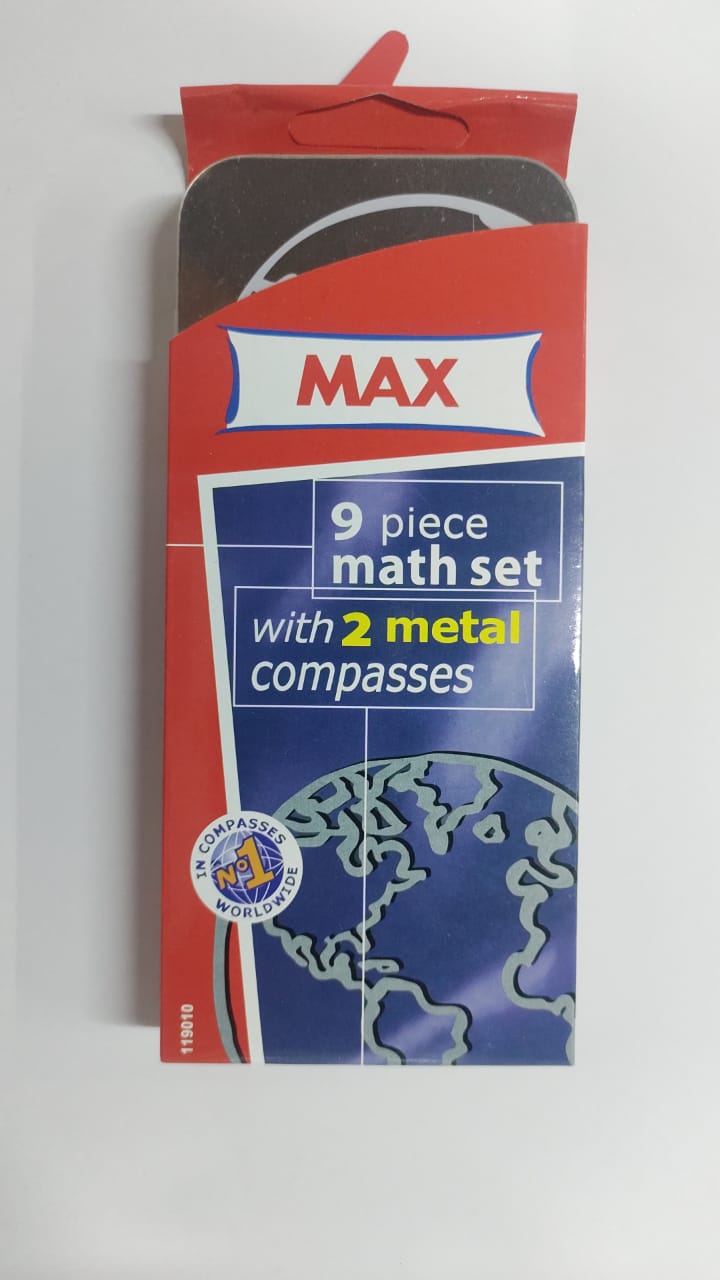 MAX
9 piece
math set
with 2 metal
compasses
IN COMPASSES
Nº1
WORLDWIDE
119010